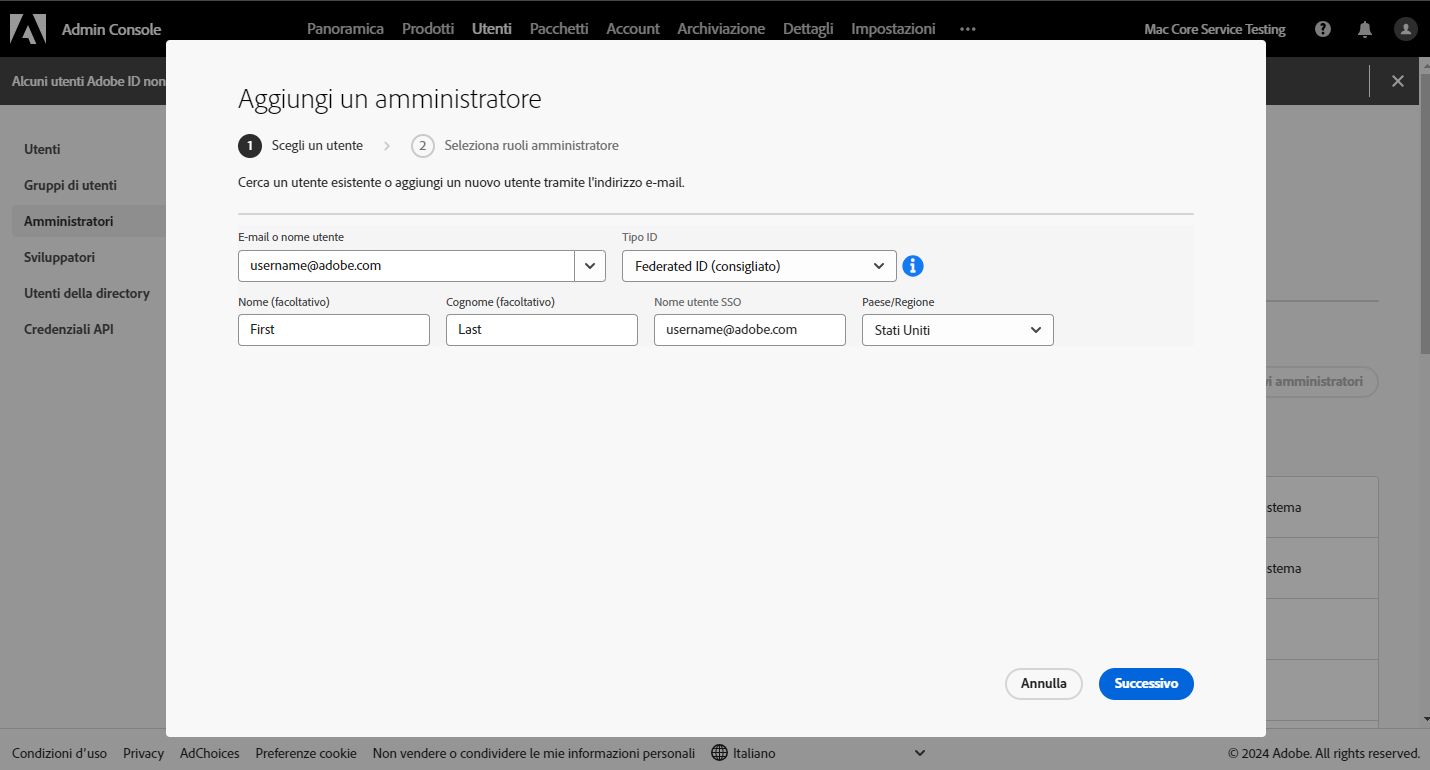 Admin Console
Panoramica Prodotti Utenti Pacchetti Account Archiviazione Dettagli Impostazioni ••• Mac Core Service Testing
Alcuni utenti Adobe ID non
Aggiungi un amministratore
1 Scegli un utente 2 Seleziona ruoli amministratore
Cerca un utente esistente o aggiungi un nuovo utente tramite l'indirizzo e-mail.
Utenti
Gruppi di utenti
Amministratori
Sviluppatori
Utenti della directory
Credenziali API
E-mail o nome utente Tipo ID
username@adobe.com Federated ID (consigliato)
Nome (facoltativo) Cognome (facoltativo) Nome utente SSO Paese/Regione
First Last username@adobe.com Stati Uniti
vi amministratori
stema
stema
Annulla Successivo
Condizioni d'uso Privacy AdChoices Preferenze cookie Non vendere o condividere le mie informazioni personali Italiano © 2024 Adobe. All rights reserved.